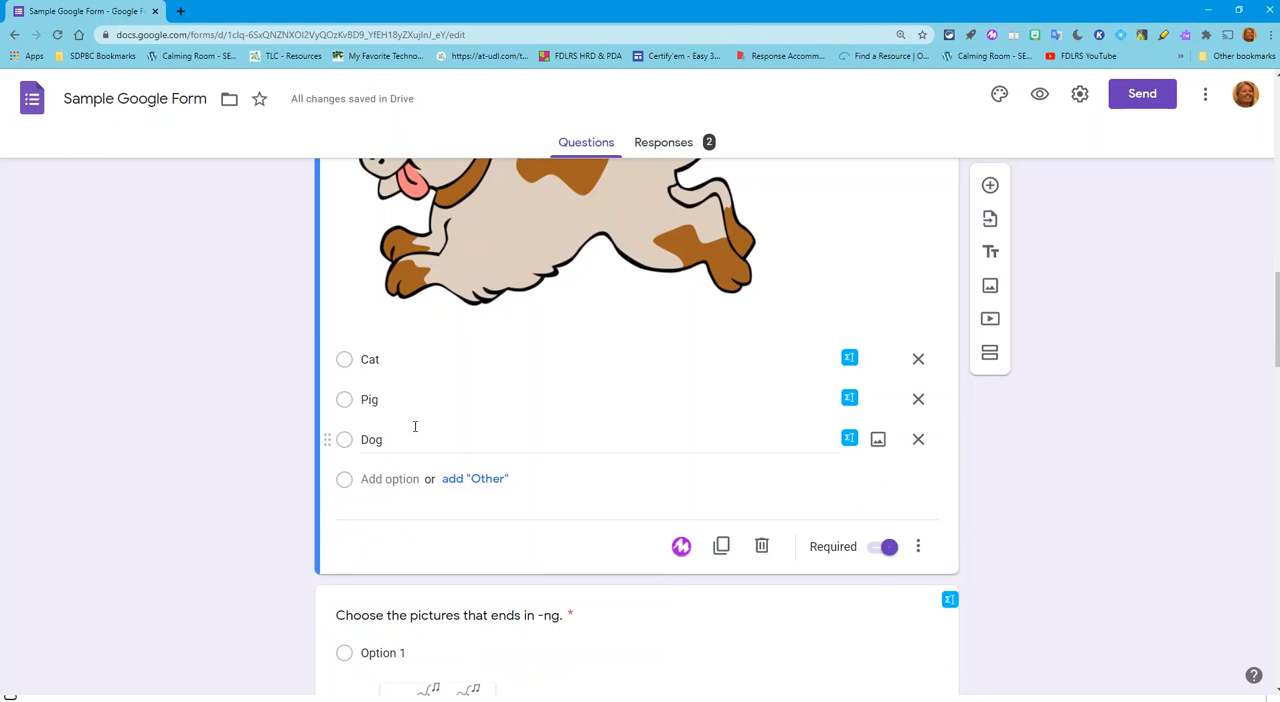 Sample Google Form - Google F
docs.google.com/forms/d/1clq-6SxQNZNXOl2VyQOzKvBD9_YfEH18yZXujlnJ_eY/edit
Apps SDPBC Bookmarks Calming Room - SE... TLC - Resources My Favorite Techno... https://at-udl.com/t... FDLRS HRD & PDA Certify'em - Easy 3... Response Accomm... Find a Resource | O... Calming Room - SE... FDLRS YouTube » Other bookmarks
Sample Google Form All changes saved in Drive Send
Questions Responses 2
Cat
Pig
Dog
Add option or add "Other"
Required
Choose the pictures that ends in -ng. *
Option 1